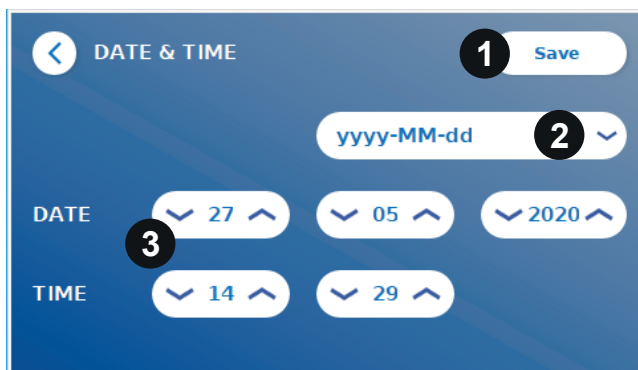 DATE & TIME 1 Save
yyyy-MM-dd 2
DATE 27 05 2020
3
TIME 14 29